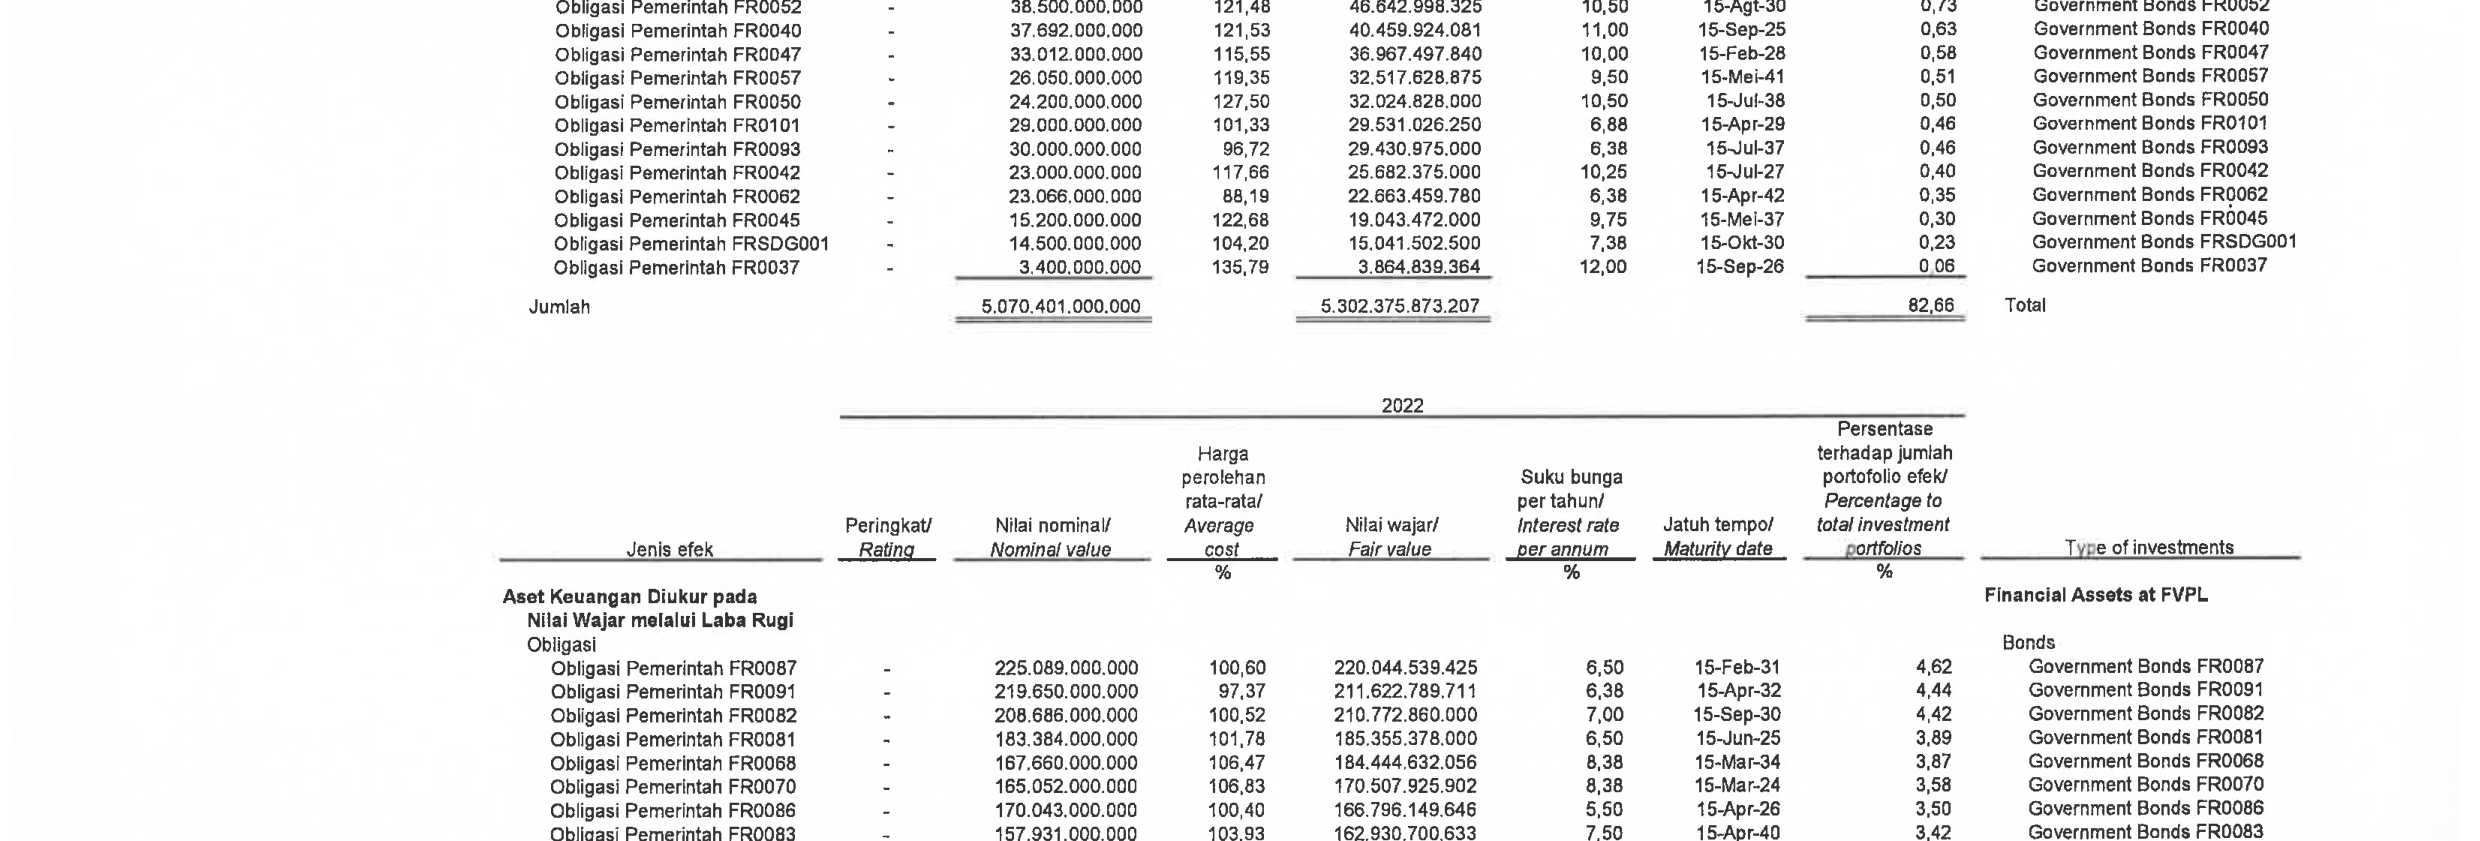 Obligasi Pemerintah FR0052 38.500.000.000 121,48 46.642.998.325 10,50 15-Agt-30 0,73 Government Bonds FR0052
Obligasi Pemerintah FR0040 - 37.692.000.000 121,53 40.459.924.081 11,00 15-Sep-25 0,63 Government Bonds FR0040
Obligasi Pemerintah FR0047 - 33.012.000.000 115,55 36.967.497.840 10,00 15-Feb-28 0,58 Government Bonds FR0047
Obligasi Pemerintah FR0057 - 26.050.000.000 119,35 32.517.628.875 9,50 15-Mei-41 0,51 Government Bonds FR0057
Obligasi Pemerintah FR0050 - 24.200.000.000 127,50 32.024.828.000 10,50 15-Jul-38 0,50 Government Bonds FR0050
Obligasi Pemerintah FR0101 - 29.000.000.000 101,33 29.531.026.250 6,88 15-Apr-29 0,46 Government Bonds FR0101
Obligasi Pemerintah FR0093 - 30.000.000.000 96,72 29.430.975.000 6,38 15-Jul-37 0,46 Government Bonds FR0093
Obligasi Pemerintah FR0042 - 23.000.000.000 117,66 25.682.375.000 10,25 15-Jul-27 0,40 Government Bonds FR0042
Obligasi Pemerintah FR0062 - 23.066.000.000 88,19 22.663.459.780 6,38 15-Apr-42 0,35 Government Bonds FR0062
Obligasi Pemerintah FR0045 - 15.200.000.000 122,68 19.043.472.000 9,75 15-Mei-37 0,30 Government Bonds FR0045
Obligasi Pemerintah FRSDG001 - 14.500.000.000 104,20 15.041.502.500 7,38 15-Okt-30 0,23 Government Bonds FRSDG001
Obligasi Pemerintah FR0037 - 3.400.000.000 135,79 3.864.839.364 12,00 15-Sep-26 0,06 Government Bonds FR0037
Jumlah 5.070.401.000.000 5.302.375.873.207 82,66 Total
2022
Persentase
Harga terhadap jumlah
perolehan Suku bunga portofolio efek/
rata-rata/ per tahun/ Percentage to
Peringkat/ Nilai nominal/ Average Nilai wajar/ Interest rate Jatuh tempo/ total investment
Jenis efek Rating Nominal value cost Fair value per annum Maturity date portfolios Type of investments
% % %
Aset Keuangan Diukur pada Financial Assets at FVPL
Nilai Wajar melalui Laba Rugi
Obligasi Bonds
Obligasi Pemerintah FR0087 - 225.089.000.000 100,60 220.044.539.425 6,50 15-Feb-31 4,62 Government Bonds FR0087
Obligasi Pemerintah FR0091 - 219.650.000.000 97,37 211.622.789.711 6,38 15-Apr-32 4,44 Government Bonds FR0091
Obligasi Pemerintah FR0082 - 208.686.000.000 100,52 210.772.860.000 7,00 15-Sep-30 4,42 Government Bonds FR0082
Obligasi Pemerintah FR0081 - 183.384.000.000 101,78 185.355.378.000 6,50 15-Jun-25 3,89 Government Bonds FR0081
Obligasi Pemerintah FR0068 - 167.660.000.000 106,47 184.444.632.056 8,38 15-Mar-34 3,87 Government Bonds FR0068
Obligasi Pemerintah FR0070 - 165.052.000.000 106,83 170.507.925.902 8,38 15-Mar-24 3,58 Government Bonds FR0070
Obligasi Pemerintah FR0086 - 170.043.000.000 100,40 166.796.149.646 5,50 15-Apr-26 3,50 Government Bonds FR0086
Obligasi Pemerintah FR0083 - 157.931.000.000 103,93 162.930.700.633 7,50 15-Apr-40 3,42 Government Bonds FR0083